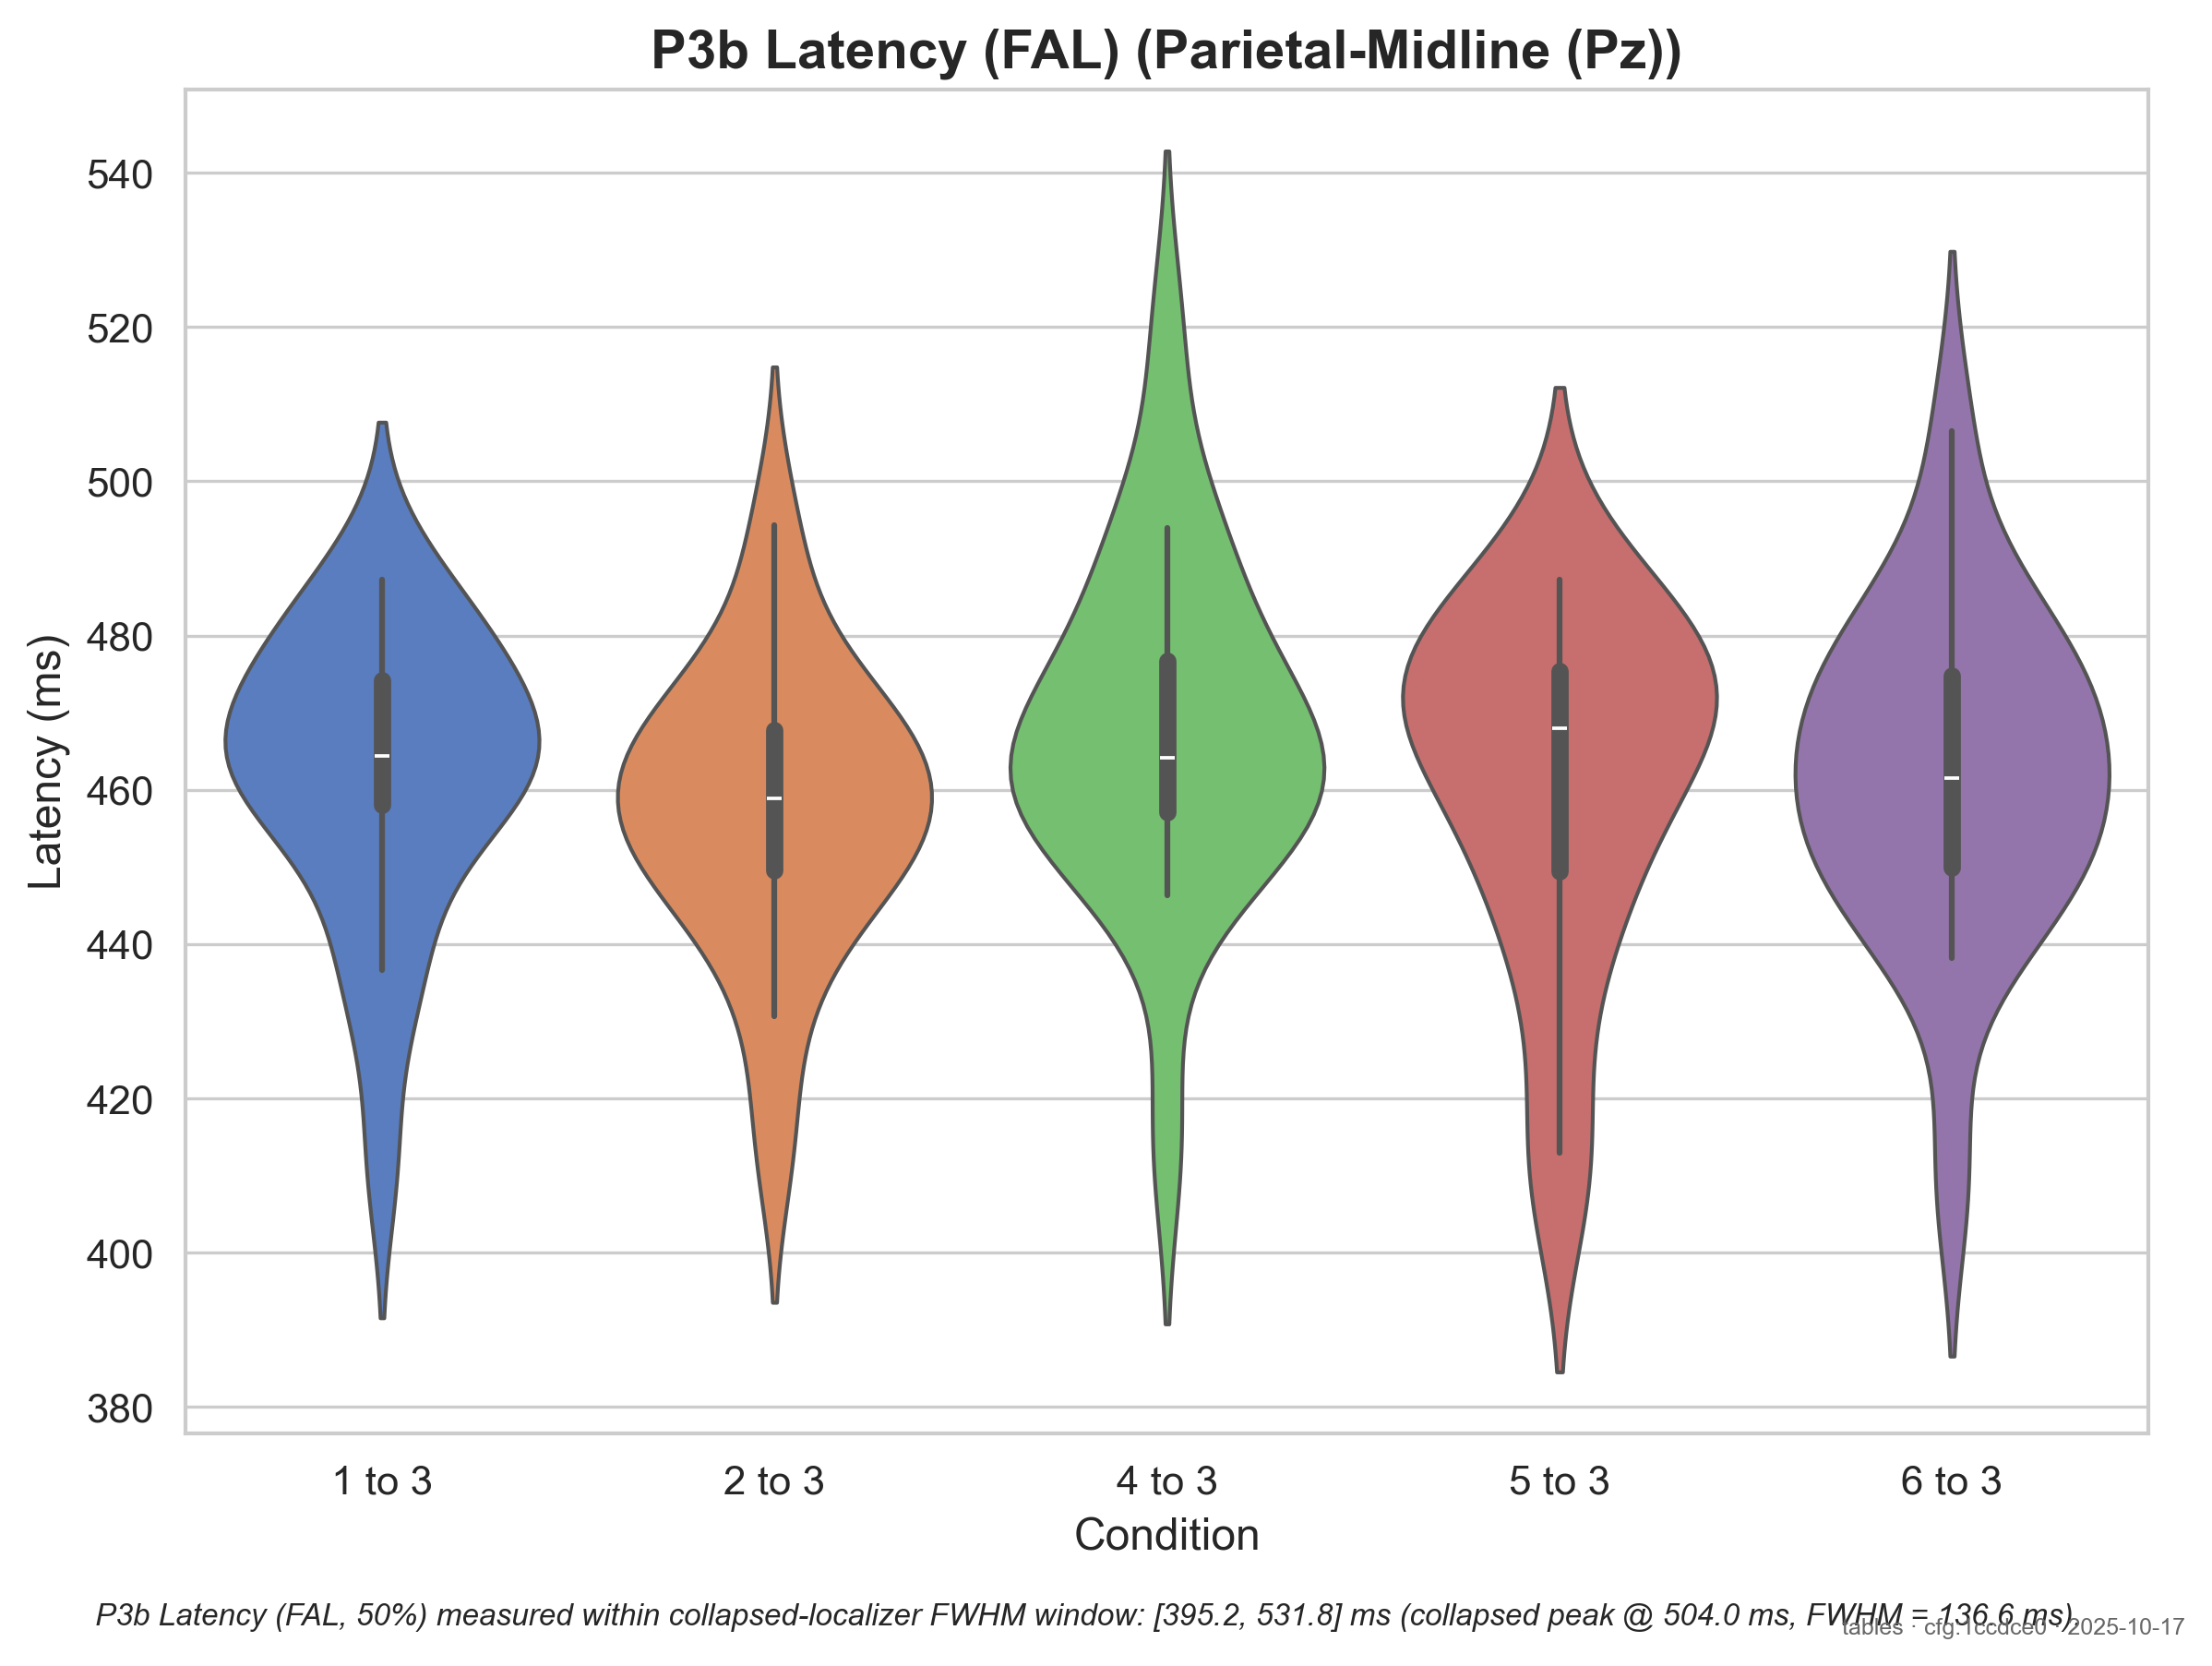 P3b Latency (FAL) (Parietal-Midline (Pz))
Latency (ms)
540
520
500
480
460
440
420
400
380
1 to 3 2 to 3 4 to 3 5 to 3 6 to 3
Condition
P3b Latency (FAL, 50%) measured within collapsed-localizer FWHM window: [395.2, 531.8] ms (collapsed peak @ 504.0 ms, FWHM = 136.6 ms).
tables · cfg:1ccdce0 · 2025-10-17